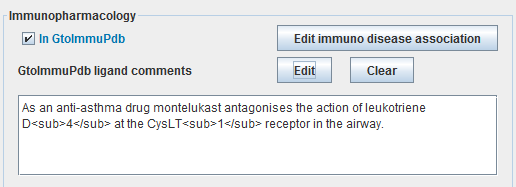 Immunopharmacology
In GtoImmuPdb
Edit immuno disease association
GtoImmuPdb ligand comments
Edit
Clear
As an anti-asthma drug montelukast antagonises the action of leukotriene
D<sub>4</sub> at the CysLT<sub>1</sub> receptor in the airway.